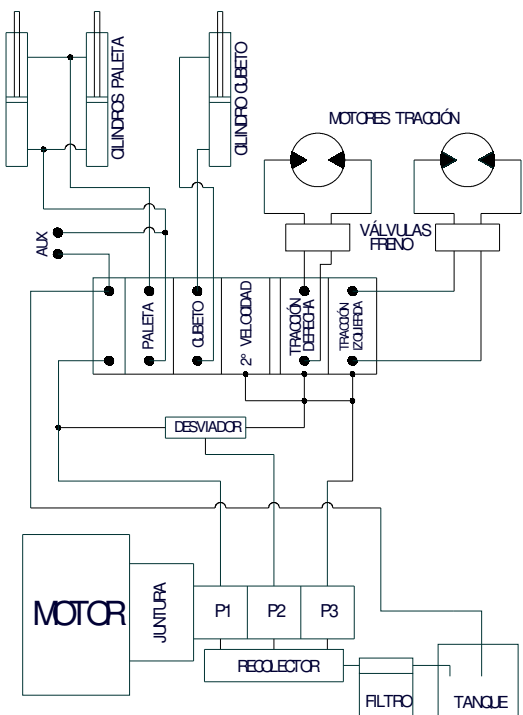 CILINDROS PALETA
CILINDRO CUBETO
MOTORES TRACCIÓN
VÁLVULAS
FRENO
AUX
PALETA
CUBETO
2º VELOCIDAD
TRACCIÓN
DERECHA
TRACCIÓN
IZQUIERDA
DESVIADOR
MOTOR
JUNTURA
P1
P2
P3
RECOLECTOR
FILTRO
TANQUE